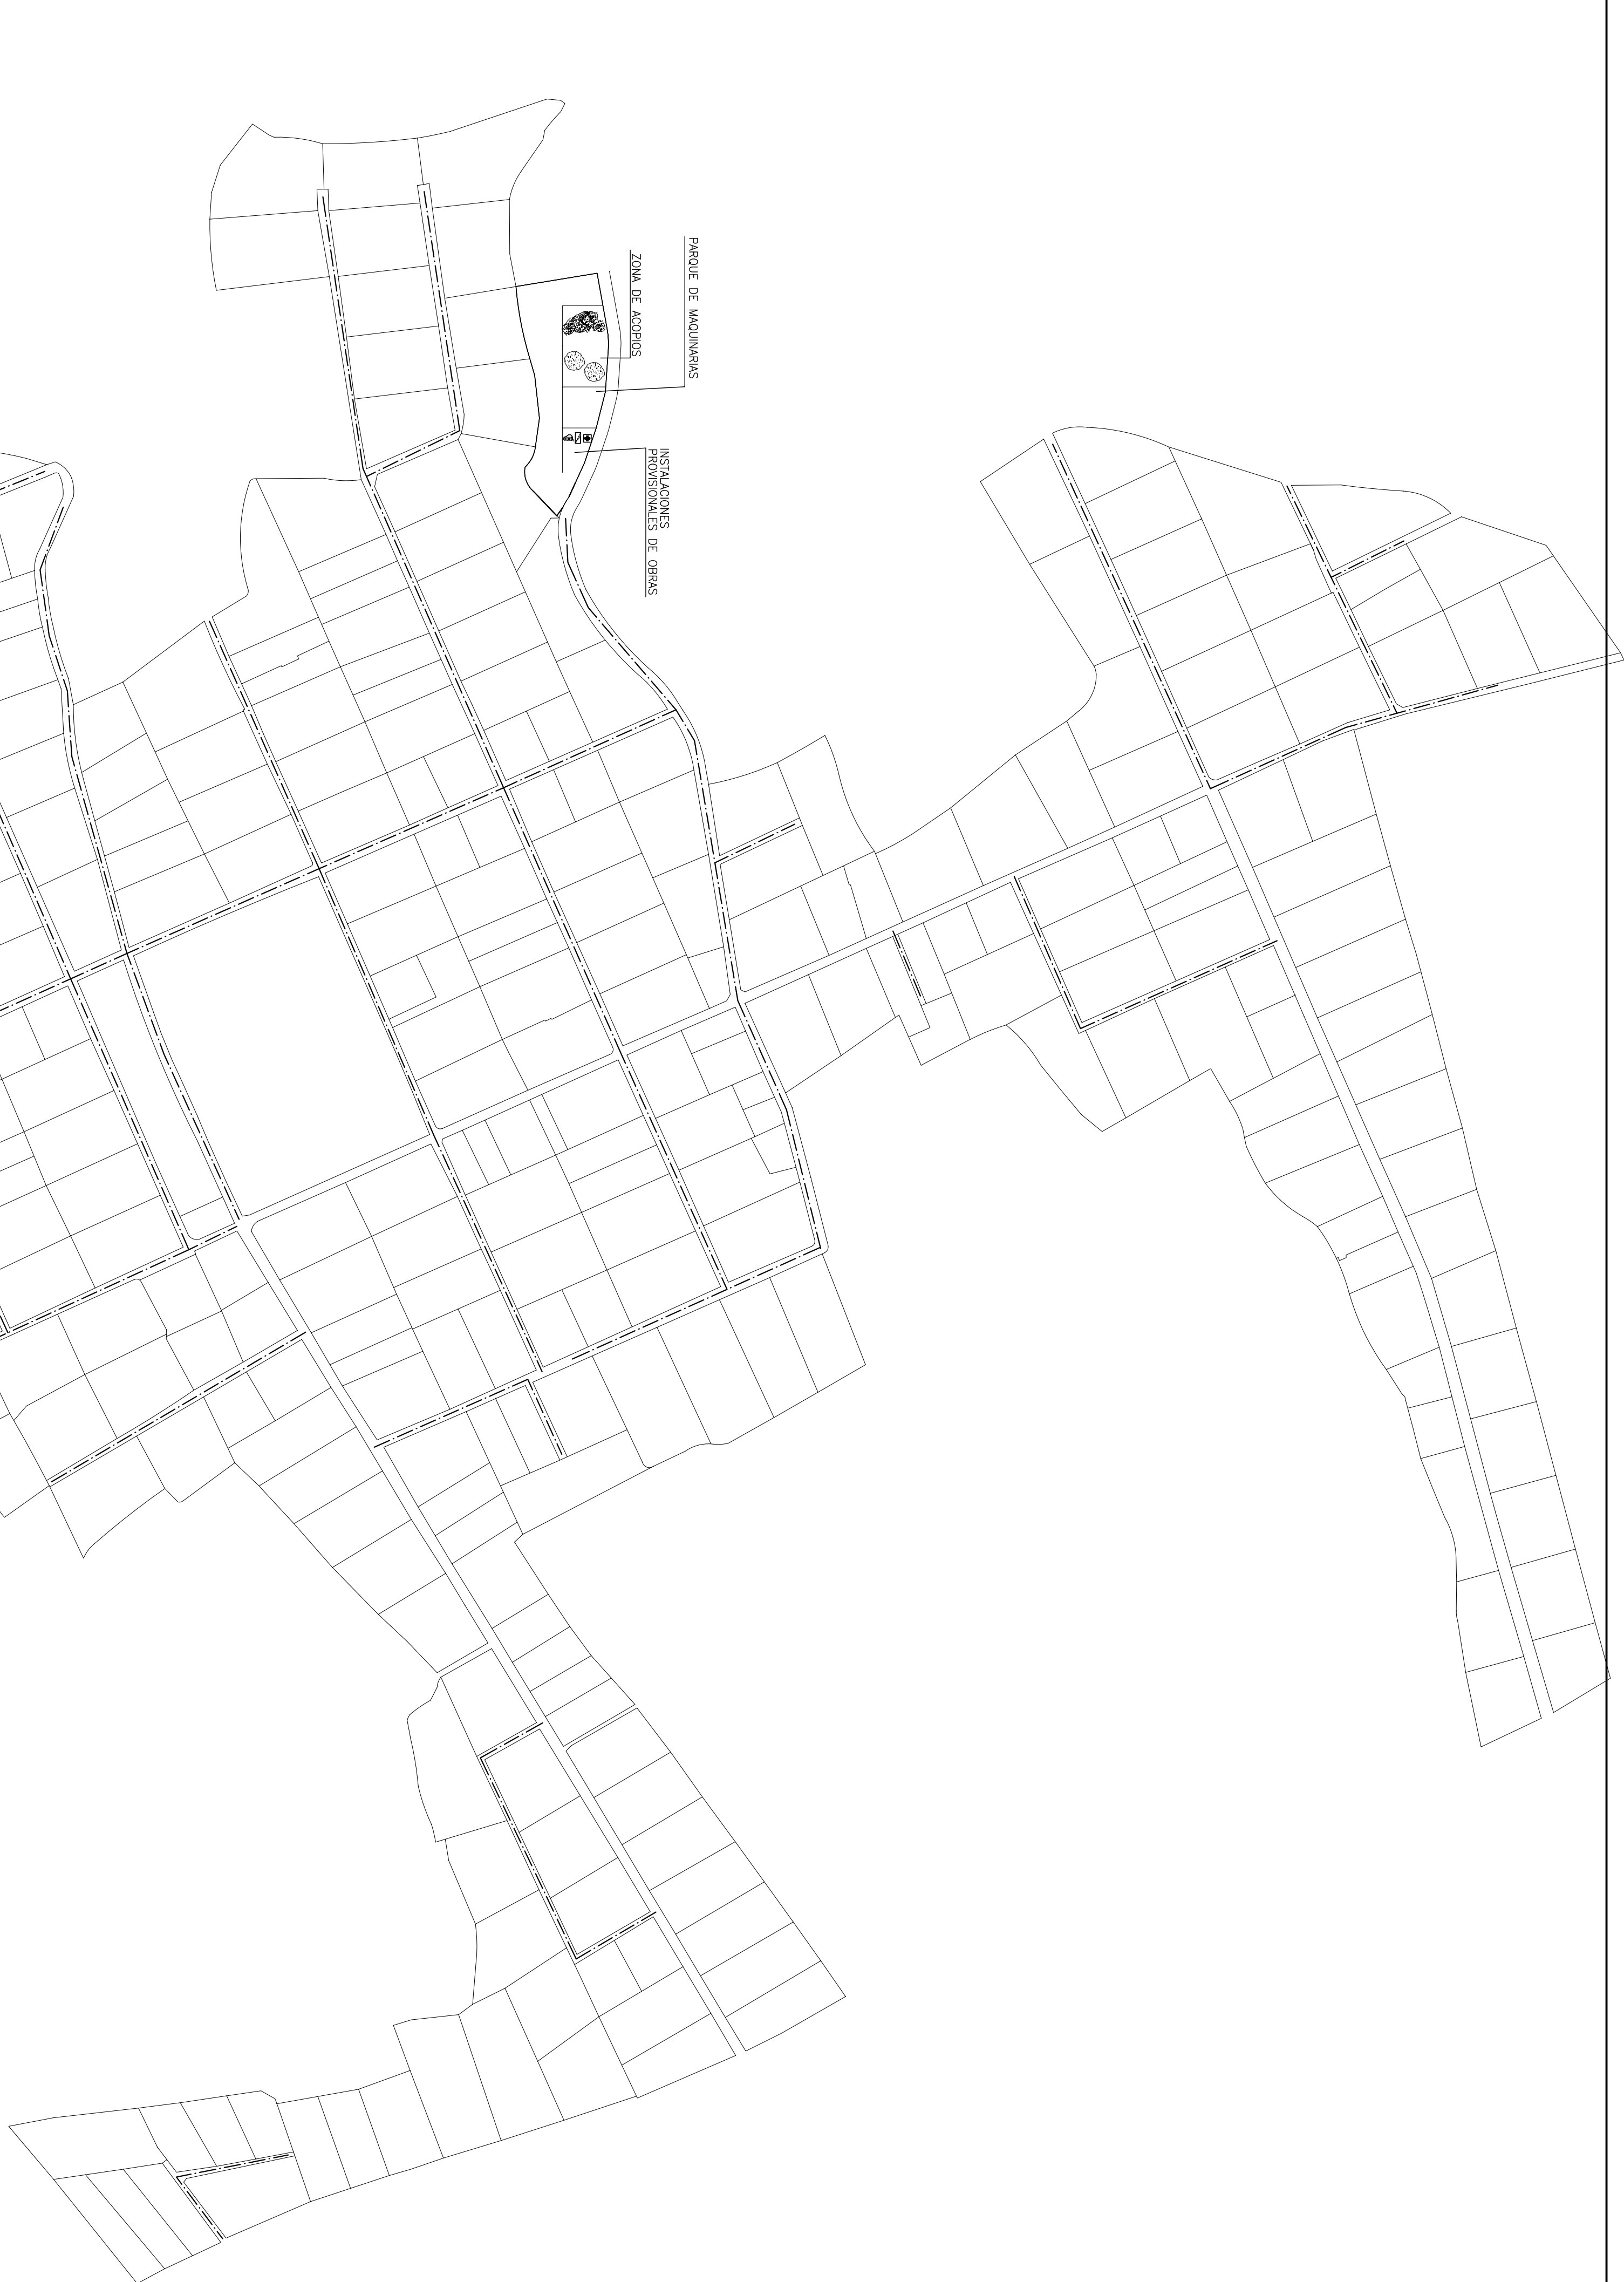 PARQUE DE MAQUINARIAS
ZONA DE ACOPIOS
INSTALACIONES
PROVISIONALES DE OBRAS